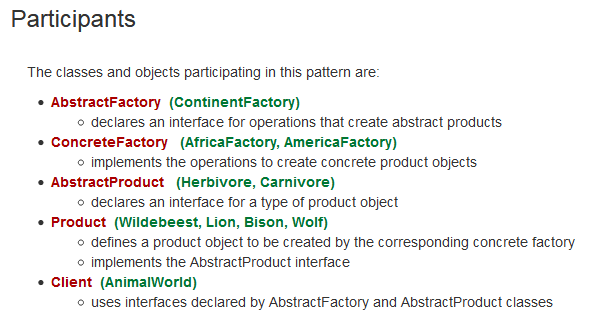 Participants
The classes and objects participating in this pattern are:
AbstractFactory (ContinentFactory)
declares an interface for operations that create abstract products
ConcreteFactory (AfricaFactory, AmericaFactory)
implements the operations to create concrete product objects
AbstractProduct (Herbivore, Carnivore)
declares an interface for a type of product object
Product (Wildebeest, Lion, Bison, Wolf)
defines a product object to be created by the corresponding concrete factory
implements the AbstractProduct interface
Client (AnimalWorld)
uses interfaces declared by AbstractFactory and AbstractProduct classes